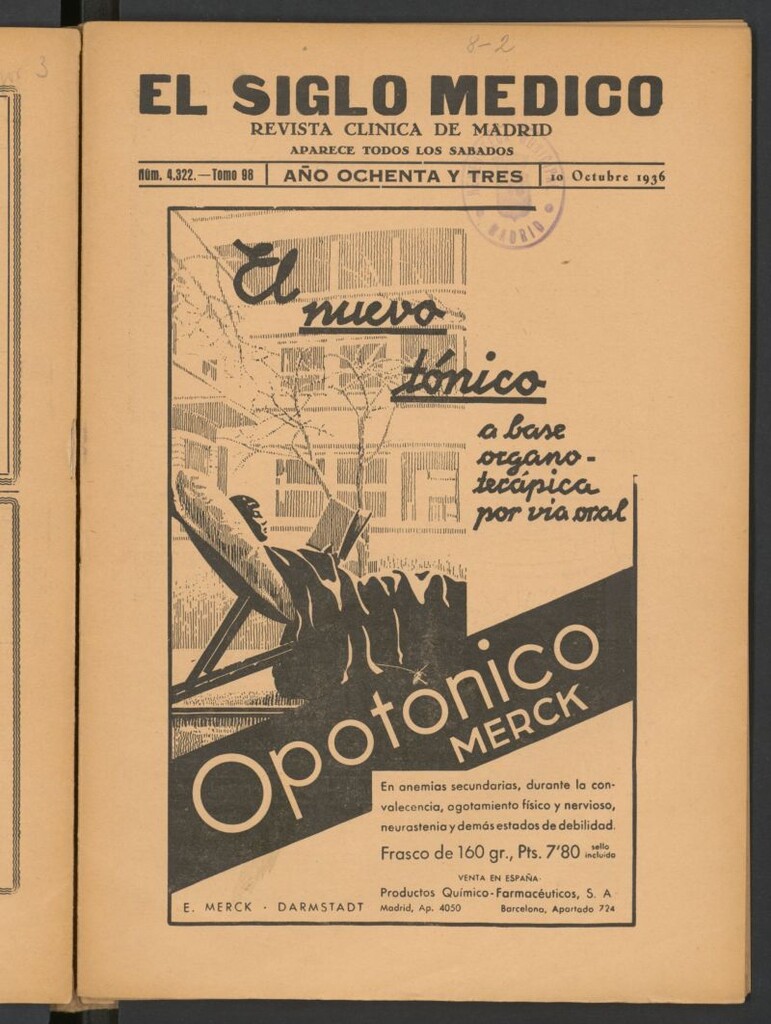 8-2
3
EL SIGLO MEDICO
REVISTA CLINICA DE MADRID
APARECE TODOS LOS SABADOS
Núm. 4.322.—Tomo 98 | AÑO OCHENTA Y TRES | 10 Octubre 1936
MADRID
El
nuevo
tónico
a base
organo-
terápica
por via oral
Opotonico
MERCK
En anemias secundarias, durante la con-
valecencia, agotamiento físico y nervioso,
neurastenia y demás estados de debilidad.
Frasco de 160 gr., Pts. 7'80 sello incluido
VENTA EN ESPAÑA
Productos Químico-Farmacéuticos, S. A
E. MERCK · DARMSTADT
Madrid, Ap. 4050 Barcelona, Apartado 724